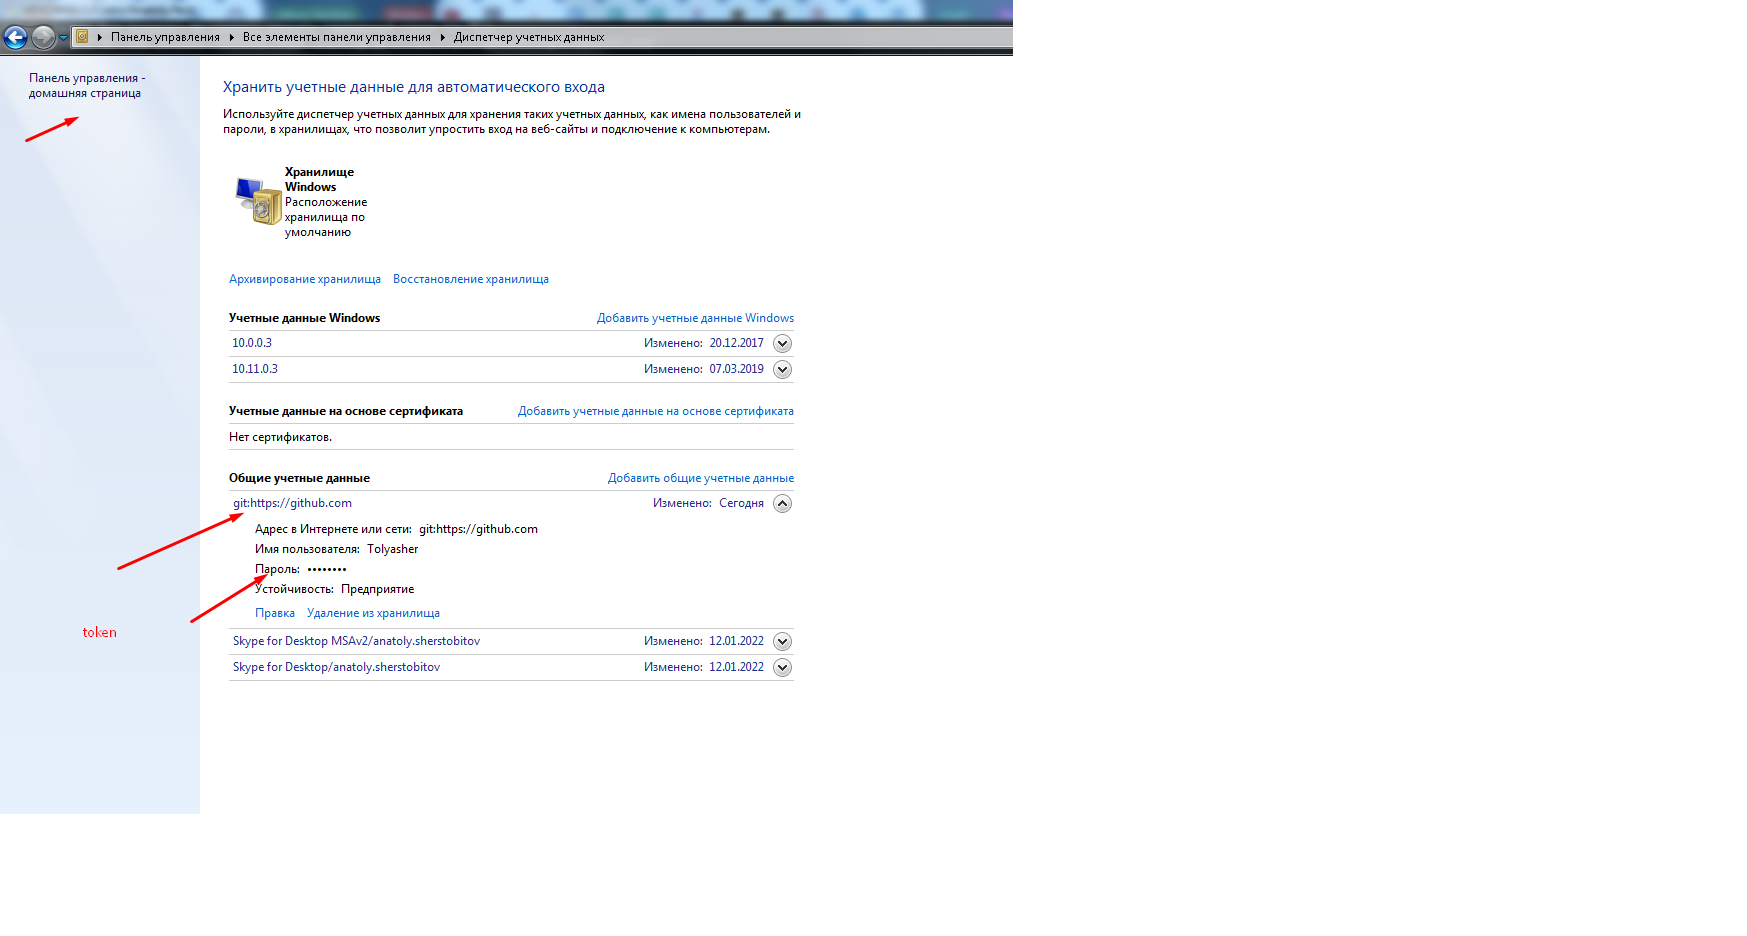 Панель управления ▸ Все элементы панели управления ▸ Диспетчер учетных данных
Панель управления -
домашняя страница
Хранить учетные данные для автоматического входа
Используйте диспетчер учетных данных для хранения таких учетных данных, как имена пользователей и
пароли, в хранилищах, что позволит упростить вход на веб-сайты и подключение к компьютерам.
Хранилище
Windows
Расположение
хранилища по
умолчанию
Архивирование хранилища Восстановление хранилища
Учетные данные Windows Добавить учетные данные Windows
10.0.0.3 Изменено: 20.12.2017
10.11.0.3 Изменено: 07.03.2019
Учетные данные на основе сертификата Добавить учетные данные на основе сертификата
Нет сертификатов.
Общие учетные данные Добавить общие учетные данные
git:https://github.com Изменено: Сегодня
Адрес в Интернете или сети: git:https://github.com
Имя пользователя: Tolyasher
Пароль: ••••••••
Устойчивость: Предприятие
Правка Удаление из хранилища
token
Skype for Desktop MSAv2/anatoly.sherstobitov Изменено: 12.01.2022
Skype for Desktop/anatoly.sherstobitov Изменено: 12.01.2022